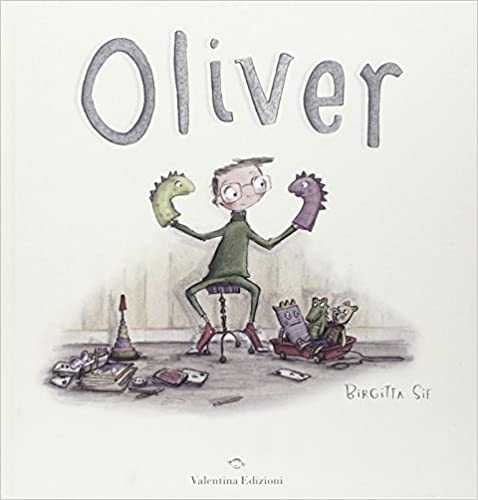 Oliver
BIRGITTA SIF
Valentina Edizioni